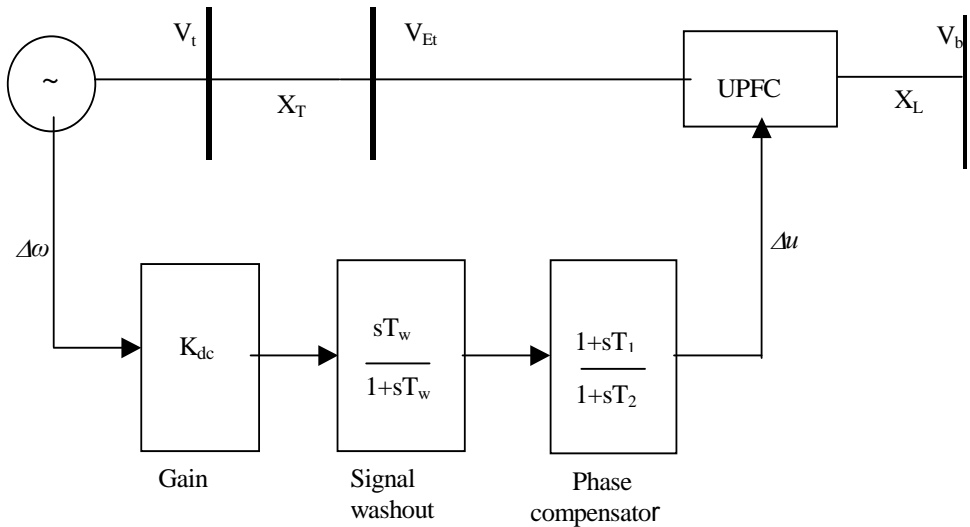 V_t
V_Et
V_b
~
UPFC
X_T
X_L
Δω
Δu
K_dc
sT_w
1+sT_w
1+sT_1
1+sT_2
Gain
Signal
washout
Phase
compensator